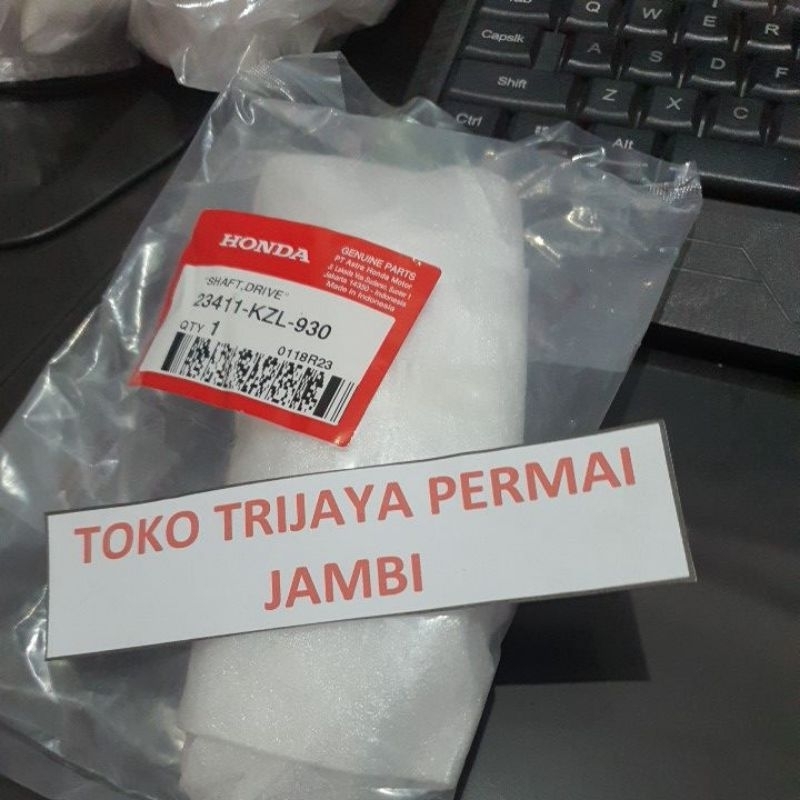 Tab
Q
W
E
R
Capslk
A
S
D
F
Shift
Z
X
C
Ctrl
Alt
HONDA
GENUINE PARTS
PT Astra Honda Motor
Jakarta 14350 - Indonesia
Made in Indonesia
"SHAFT,DRIVE"
23411-KZL-930
QTY 1
0118R23
TOKO TRIJAYA PERMAI
JAMBI